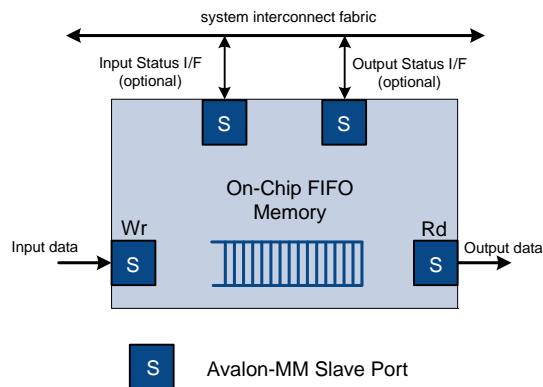 system interconnect fabric
Input Status I/F
(optional)
Output Status I/F
(optional)
S
S
On-Chip FIFO
Memory
Wr
Rd
Input data
S
S
Output data
S
Avalon-MM Slave Port